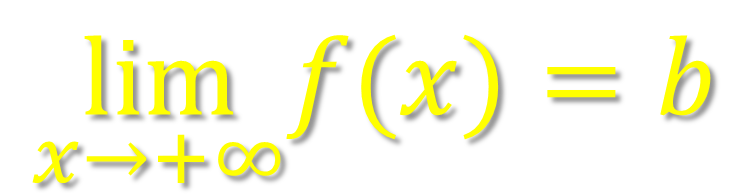 lim f(x) = b
x→+∞